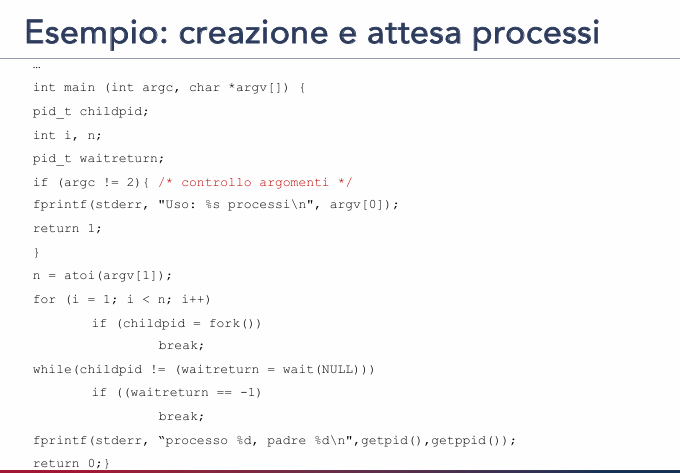 Esempio: creazione e attesa processi
…
int main (int argc, char *argv[]) {
pid_t childpid;
int i, n;
pid_t waitreturn;
if (argc != 2){ /* controllo argomenti */
fprintf(stderr, "Uso: %s processi\n", argv[0]);
return 1;
}
n = atoi(argv[1]);
for (i = 1; i < n; i++)
if (childpid = fork())
break;
while(childpid != (waitreturn = wait(NULL)))
if ((waitreturn == -1)
break;
fprintf(stderr, “processo %d, padre %d\n",getpid(),getppid());
return 0;}